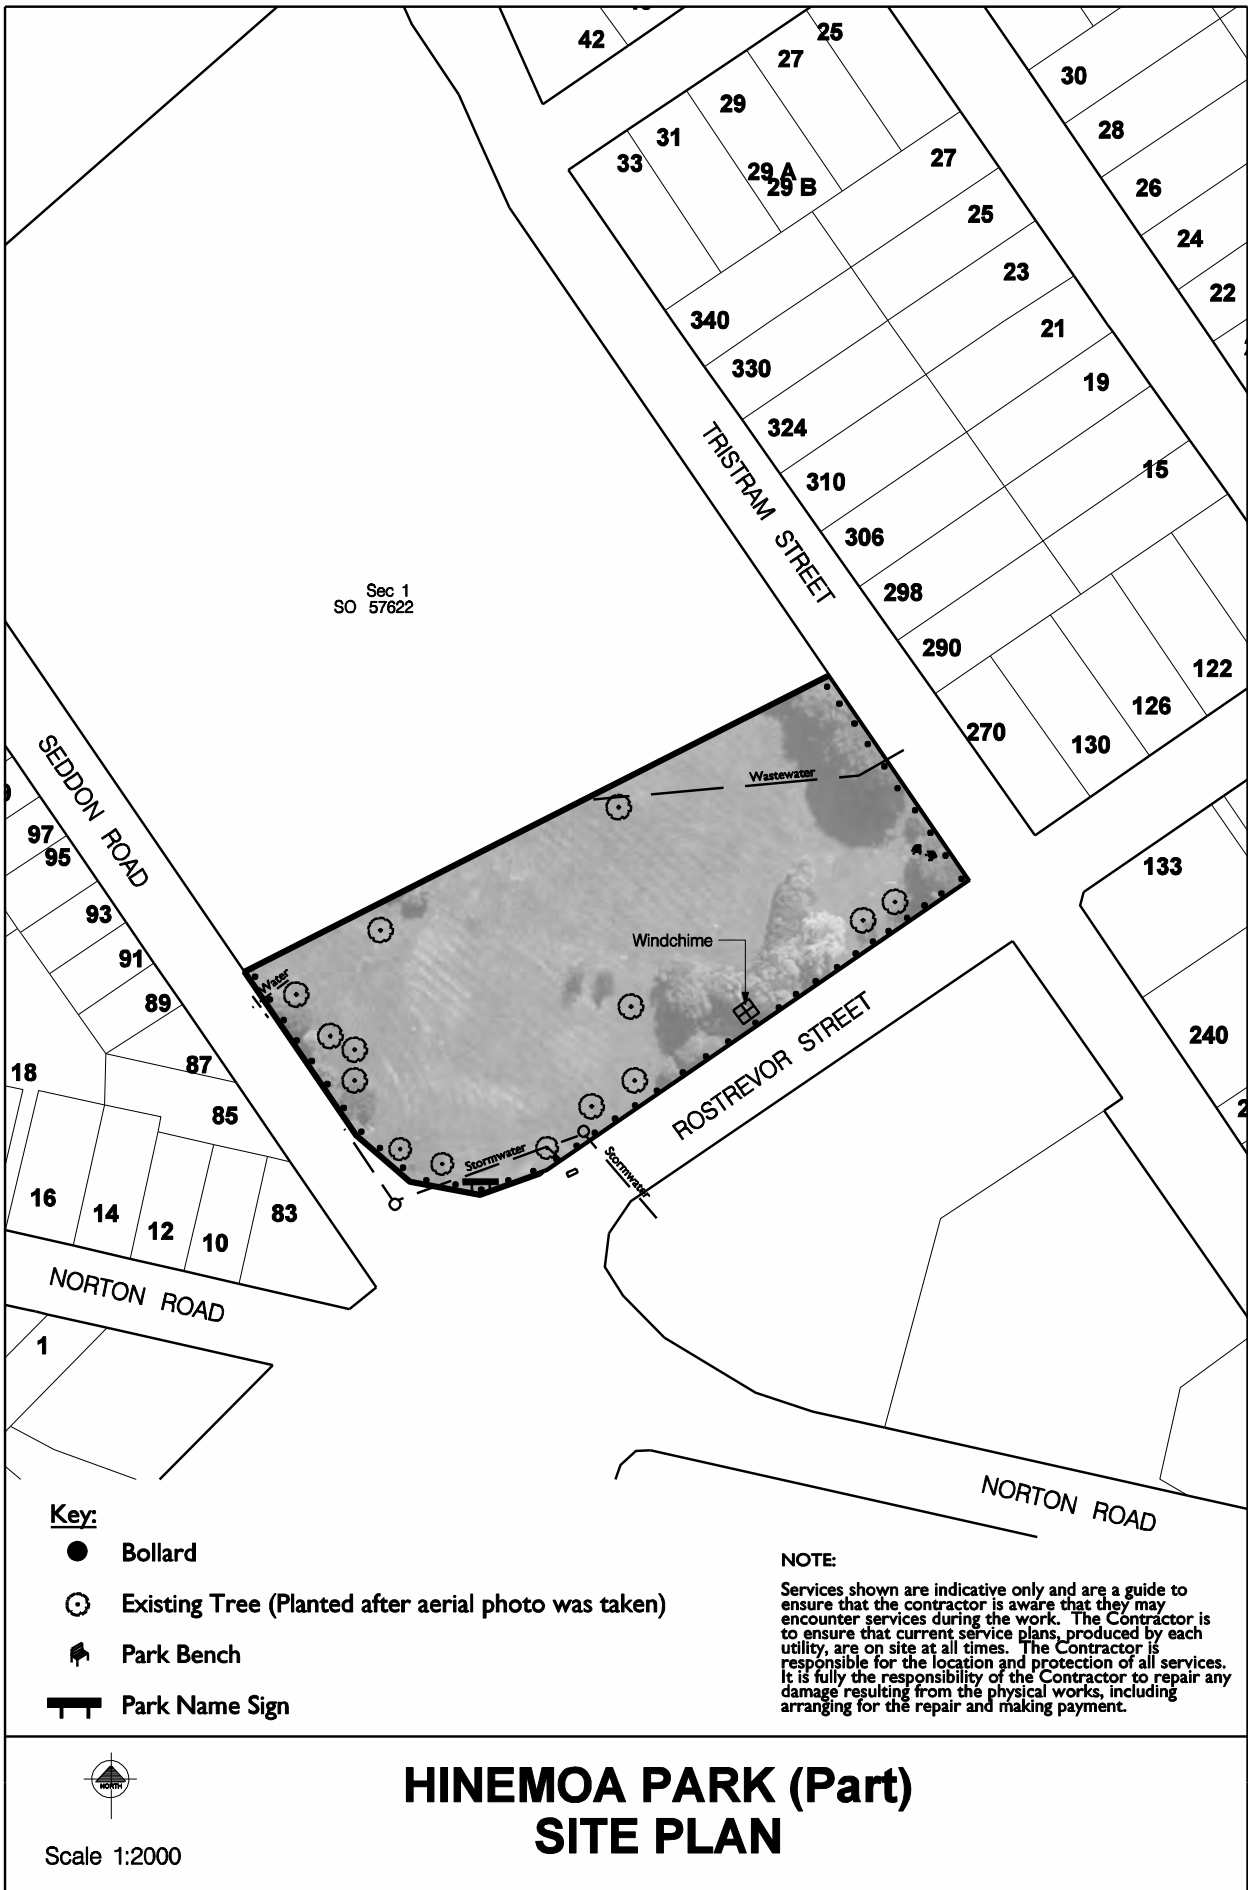 42
25
27
29
31
33
29 A
29 B
27
25
23
21
19
15
30
28
26
24
22
340
330
324
310
306
298
290
270
130
126
122
TRISTRAM STREET
Sec 1
SO 57622
SEDDON ROAD
97
95
93
91
89
87
85
83
18
16
14
12
10
1
Wastewater
Water
Windchime
Stormwater
Stormwater
ROSTREVOR STREET
133
240
NORTON ROAD
NORTON ROAD
Key:
Bollard
Existing Tree (Planted after aerial photo was taken)
Park Bench
Park Name Sign
NOTE:
Services shown are indicative only and are a guide to
ensure that the contractor is aware that they may
encounter services during the work. The Contractor is
to ensure that current service plans, produced by each
utility, are on site at all times. The Contractor is
responsible for the location and protection of all services.
It is fully the responsibility of the Contractor to repair any
damage resulting from the physical works, including
arranging for the repair and making payment.
NORTH
Scale 1:2000
HINEMOA PARK (Part)
SITE PLAN